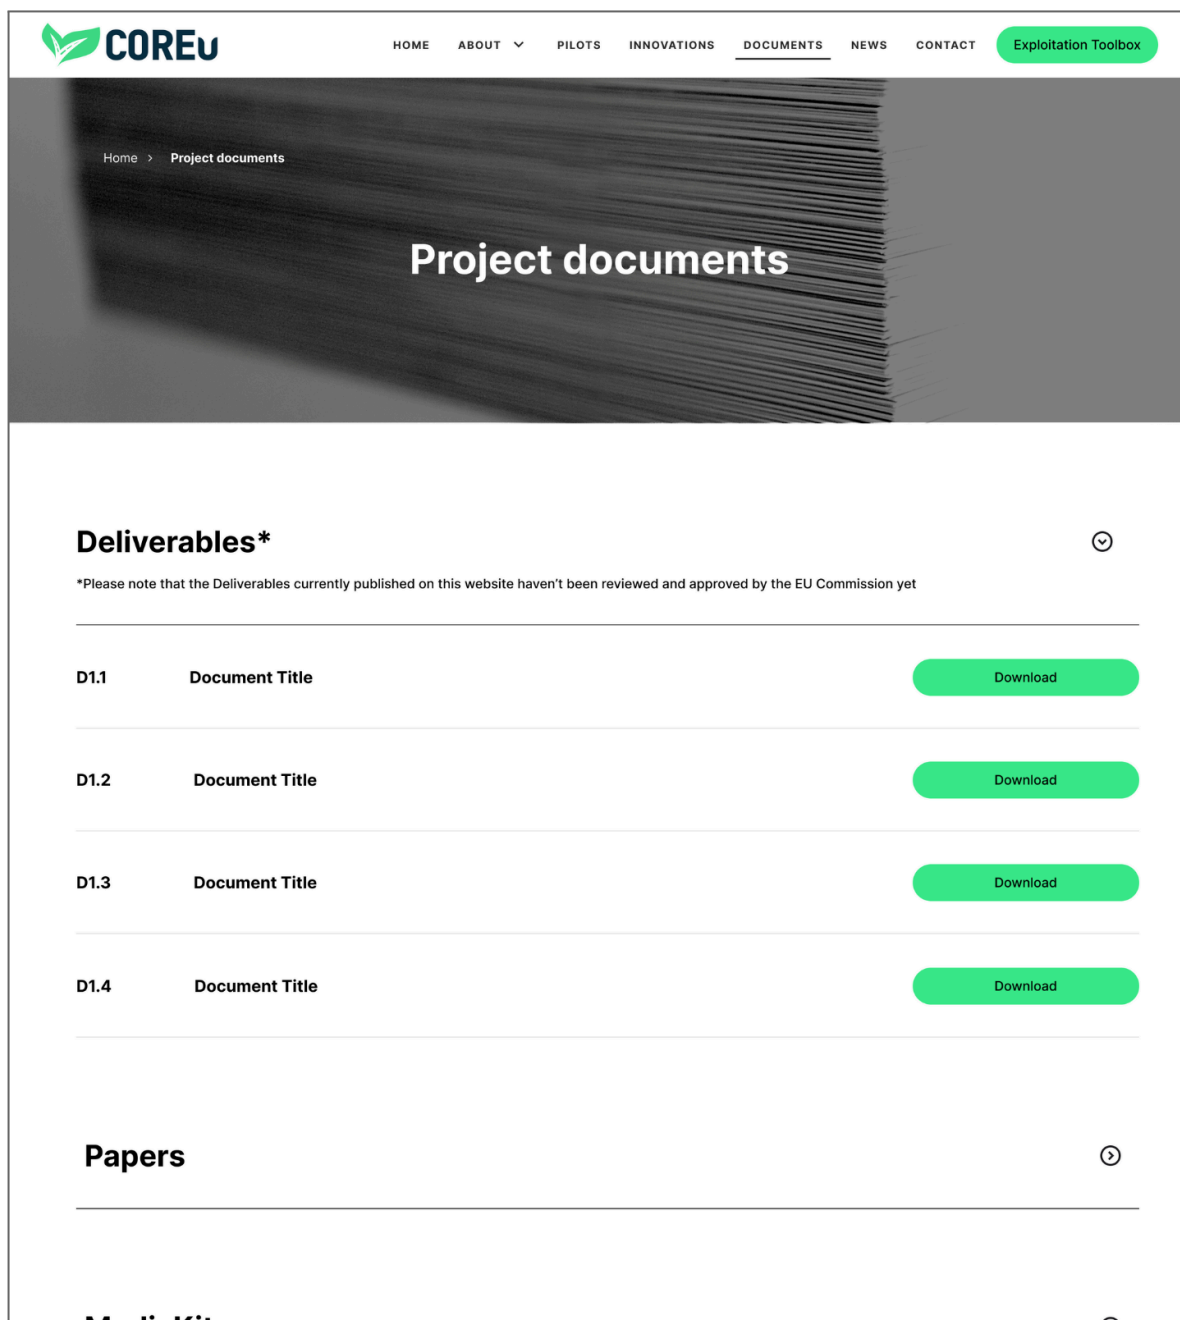 COREu
HOME ABOUT PILOTS INNOVATIONS DOCUMENTS NEWS CONTACT Exploitation Toolbox
Home > Project documents
Project documents
Deliverables*
*Please note that the Deliverables currently published on this website haven't been reviewed and approved by the EU Commission yet
D1.1 Document Title Download
D1.2 Document Title Download
D1.3 Document Title Download
D1.4 Document Title Download
Papers